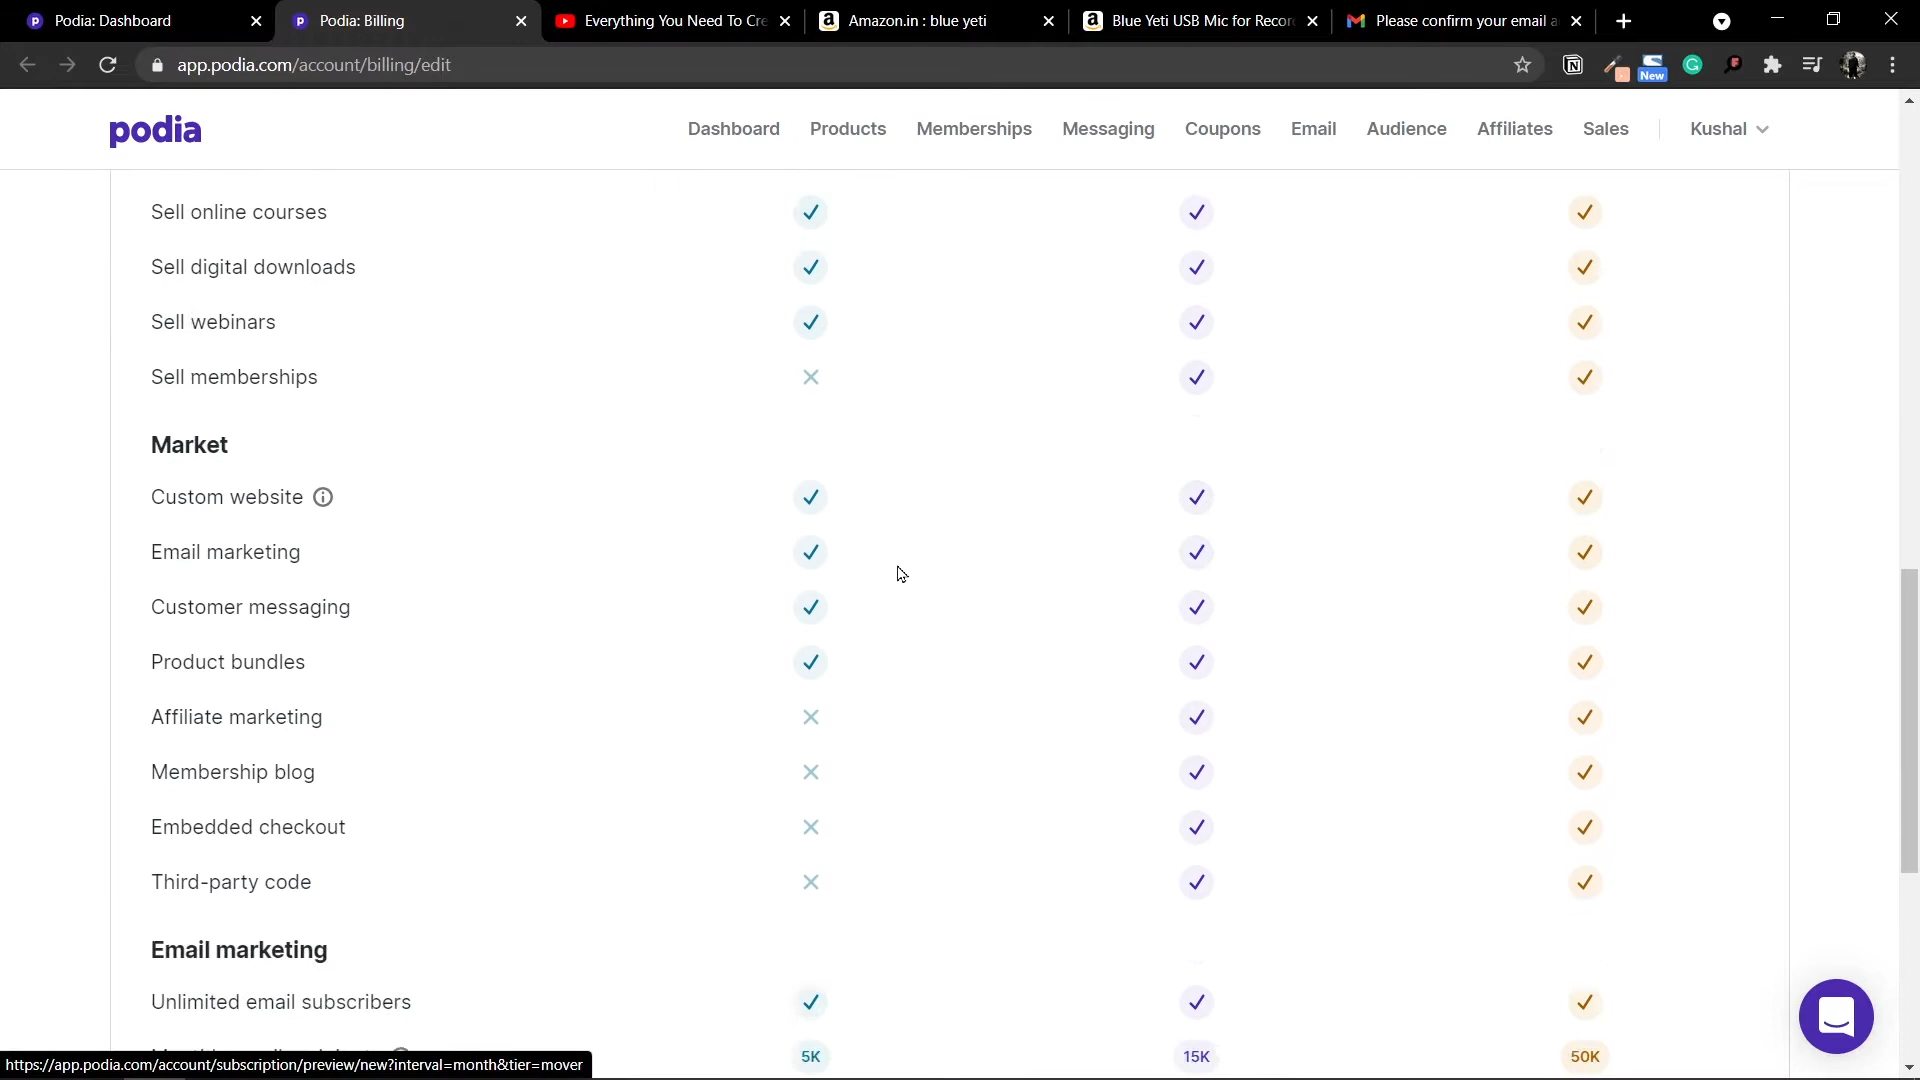 Podia: Dashboard
Podia: Billing
Everything You Need To Cre
Amazon.in : blue yeti
Blue Yeti USB Mic for Recor
Please confirm your email a
app.podia.com/account/billing/edit
New
podia
Dashboard
Products
Memberships
Messaging
Coupons
Email
Audience
Affiliates
Sales
Kushal
Sell online courses
Sell digital downloads
Sell webinars
Sell memberships
Market
Custom website
Email marketing
Customer messaging
Product bundles
Affiliate marketing
Membership blog
Embedded checkout
Third-party code
Email marketing
Unlimited email subscribers
5K
15K
50K
https://app.podia.com/account/subscription/preview/new?interval=month&tier=mover